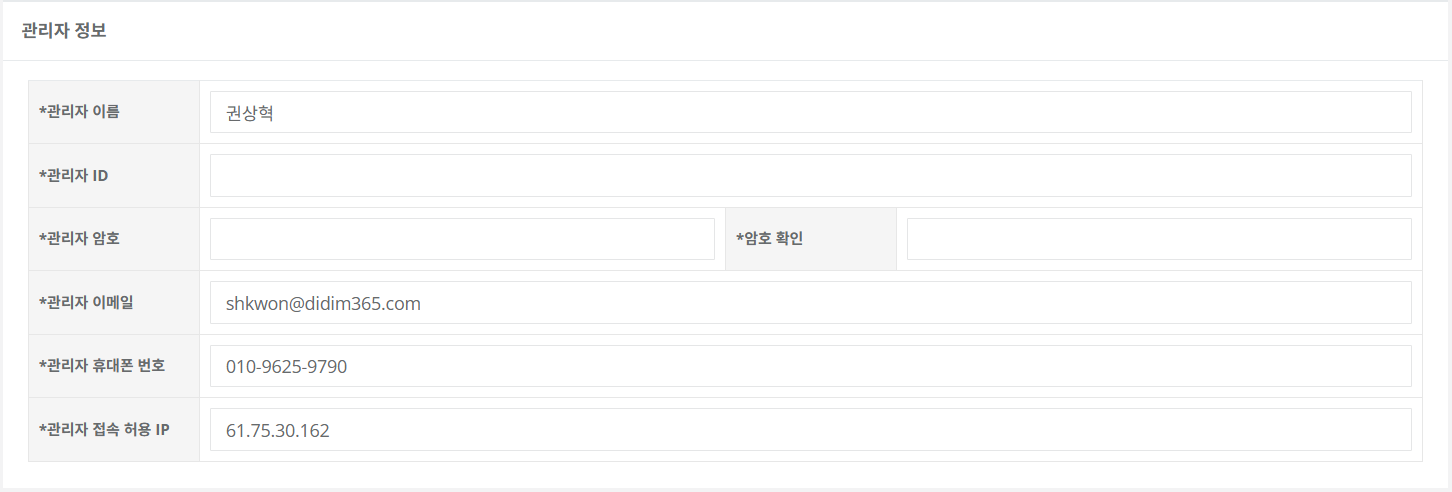 관리자 정보
*관리자 이름
권상혁
*관리자 ID
*관리자 암호
*암호 확인
*관리자 이메일
shkwon@didim365.com
*관리자 휴대폰 번호
010-9625-9790
*관리자 접속 허용 IP
61.75.30.162